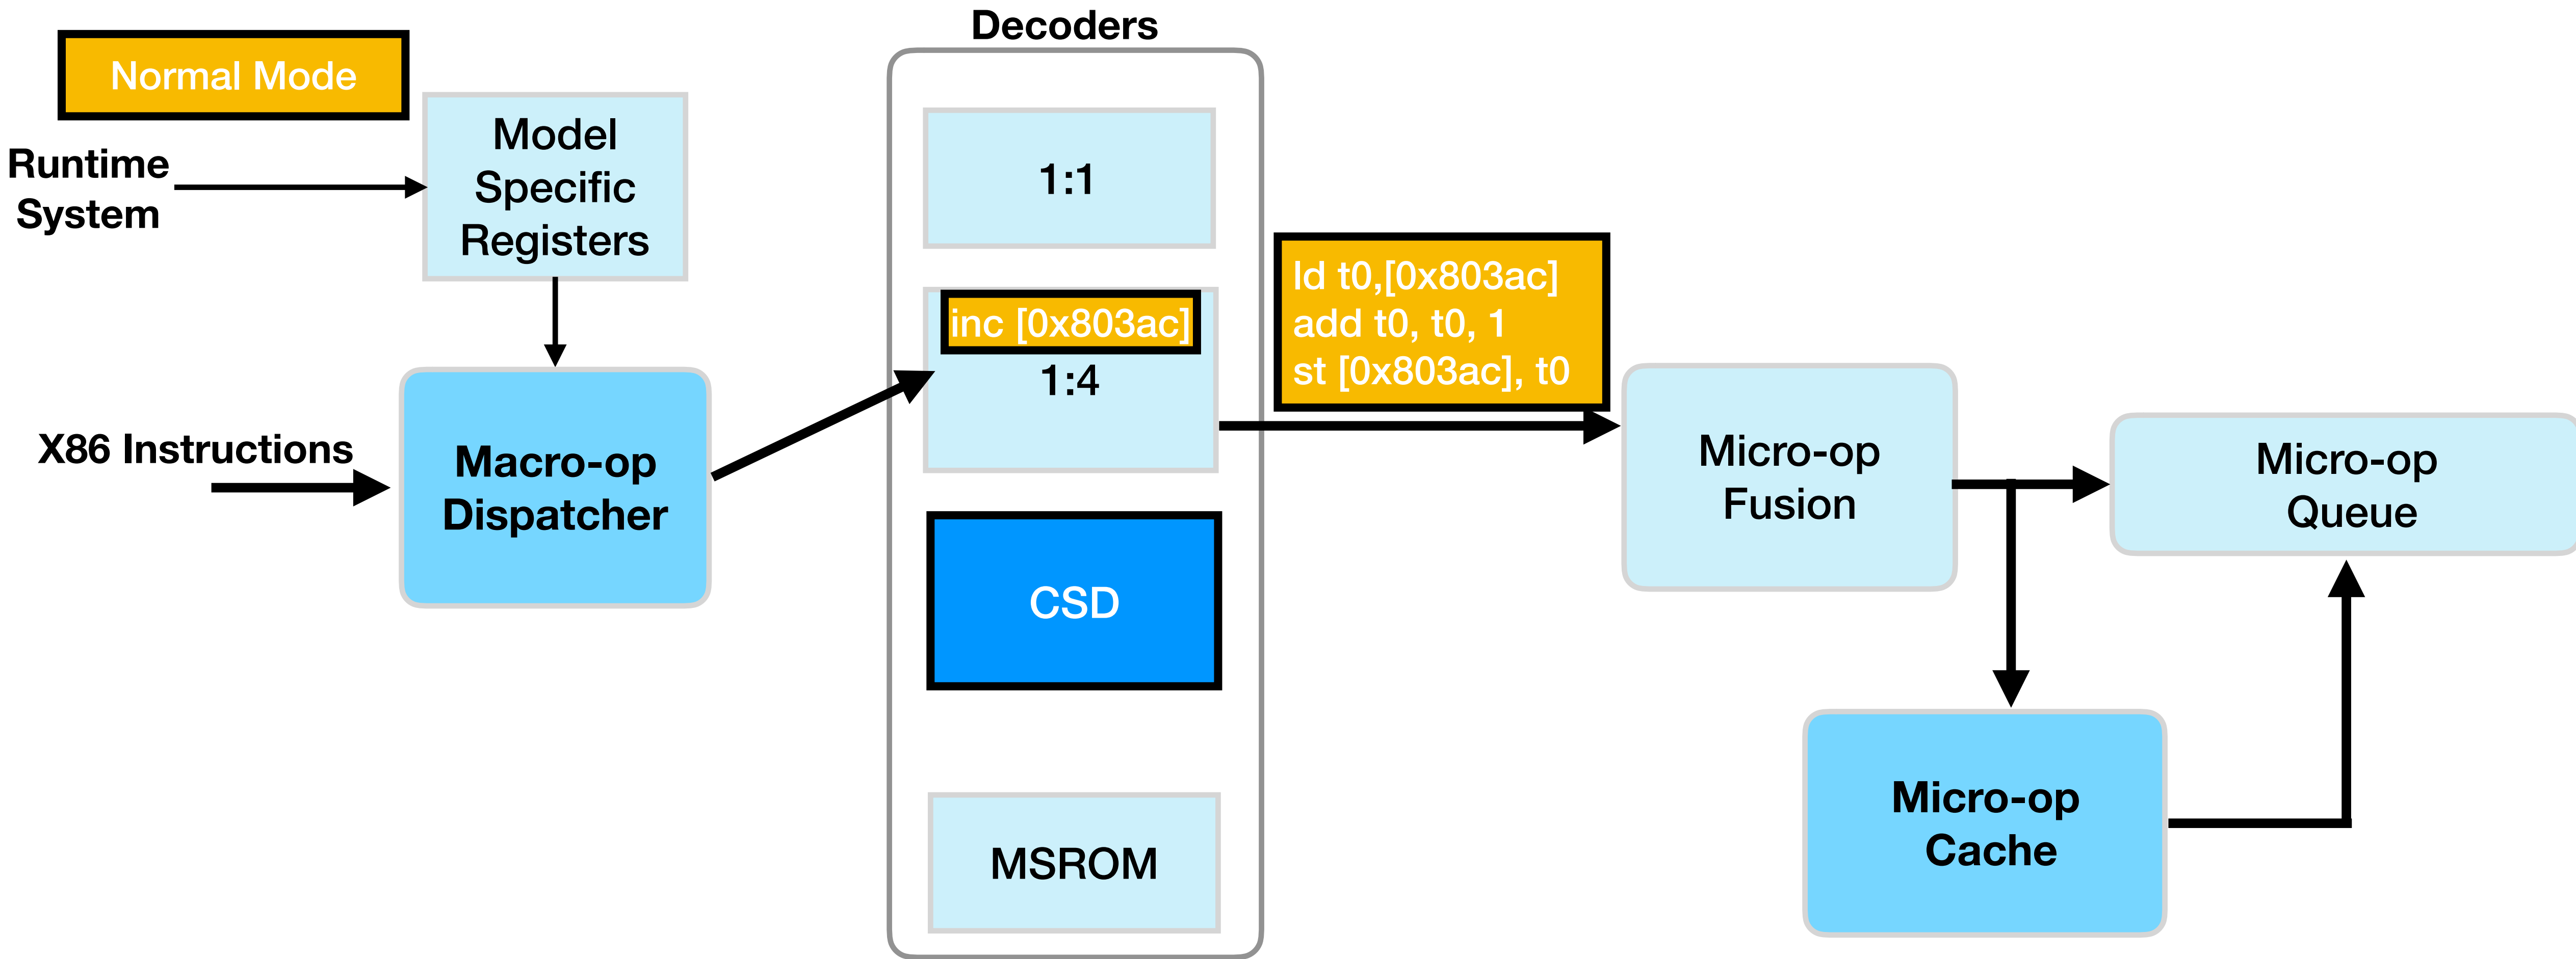 Decoders
Normal Mode
Runtime
System
Model
Specific
Registers
1:1
inc [0x803ac]
1:4
ld t0,[0x803ac]
add t0, t0, 1
st [0x803ac], t0
X86 Instructions
Macro-op
Dispatcher
CSD
MSROM
Micro-op
Fusion
Micro-op
Queue
Micro-op
Cache